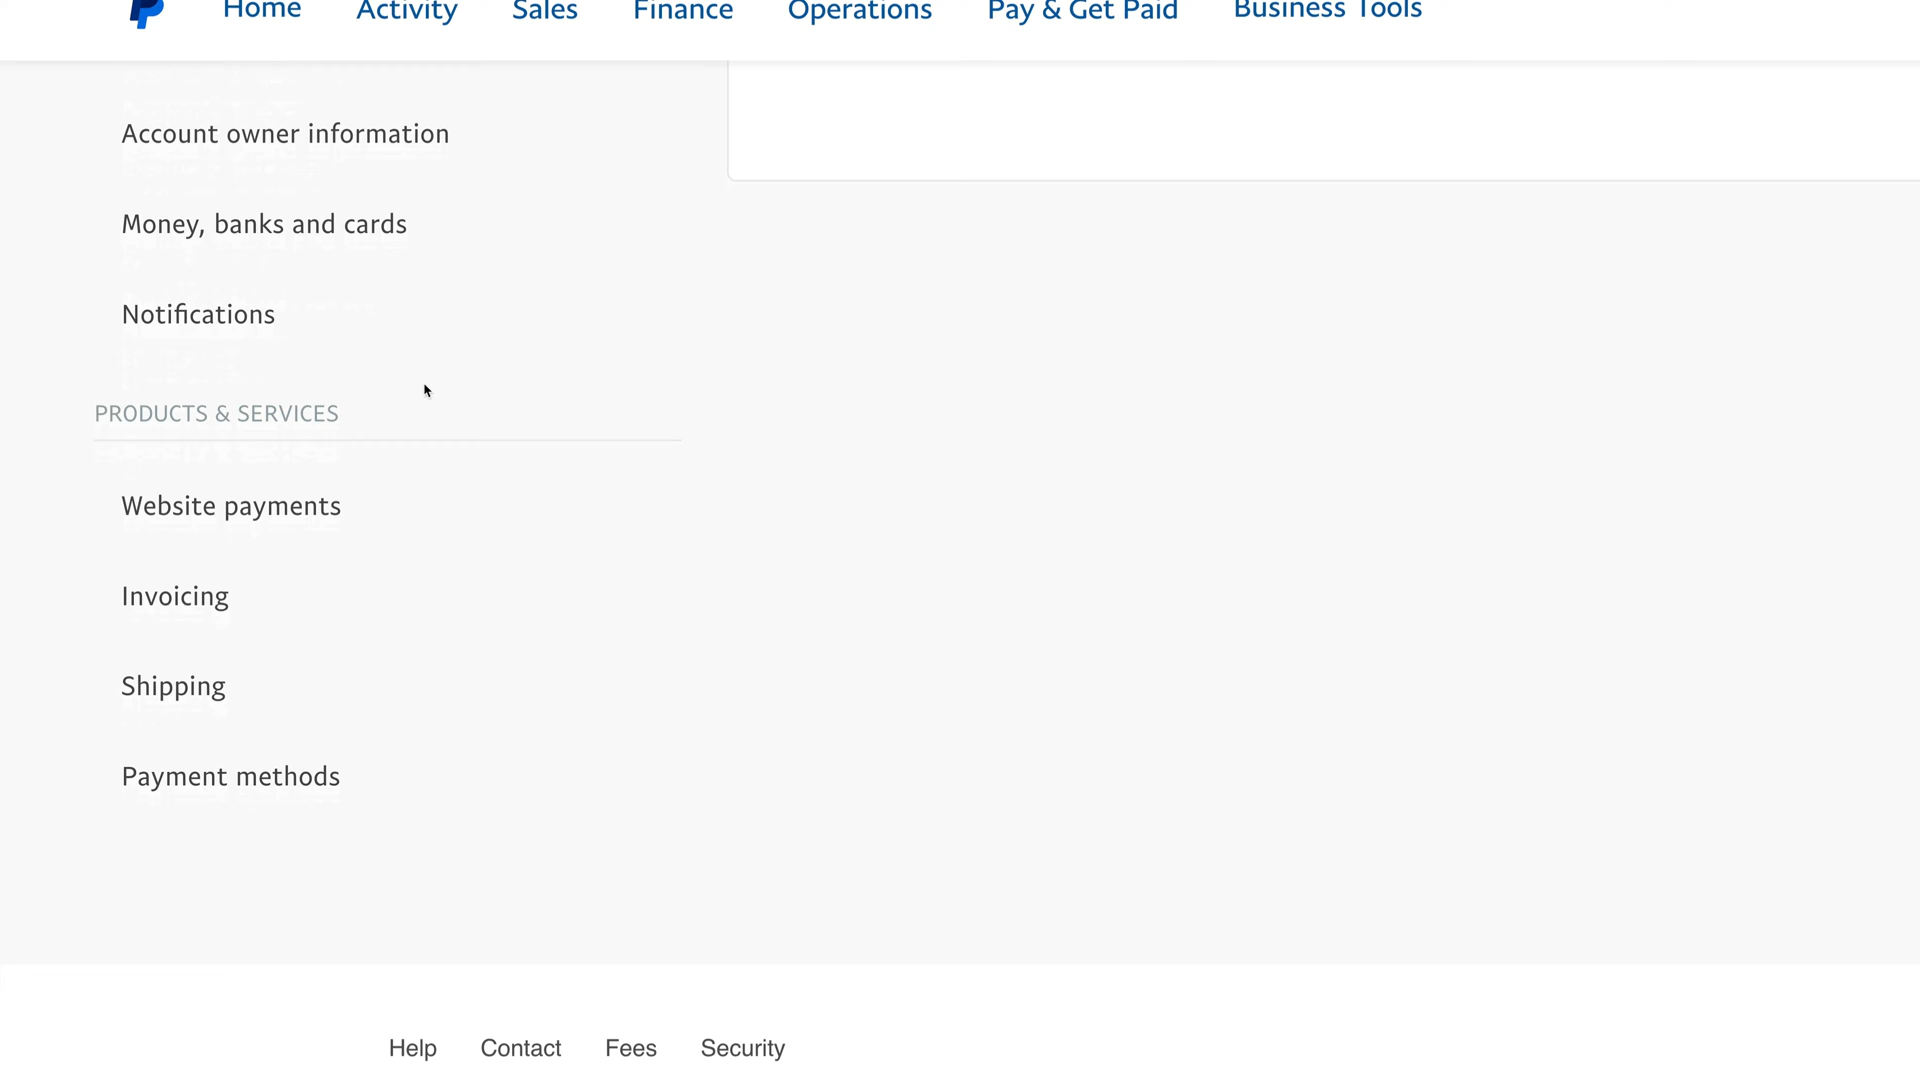 Home Activity Sales Finance Operations Pay & Get Paid Business Tools
Account owner information
Money, banks and cards
Notifications
PRODUCTS & SERVICES
Website payments
Invoicing
Shipping
Payment methods
Help Contact Fees Security